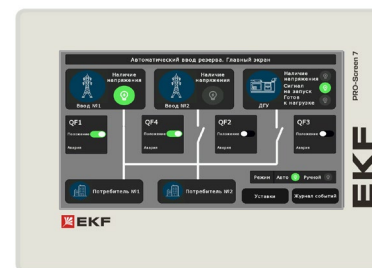 Автоматический ввод резерва. Главный экран
Наличие
напряжения
Ввод №1
Наличие
напряжения
Ввод №2
ДГУ
Наличие
напряжения
Сигнал
на запуск
Готов
к нагрузке
QF1
Положение
Авария
QF4
Положение
Авария
QF2
Положение
Авария
QF3
Положение
Авария
Потребитель №1
Потребитель №2
Режим Авто Ручной
Уставки
Журнал событий
EKF
PRO-Screen 7
EKF